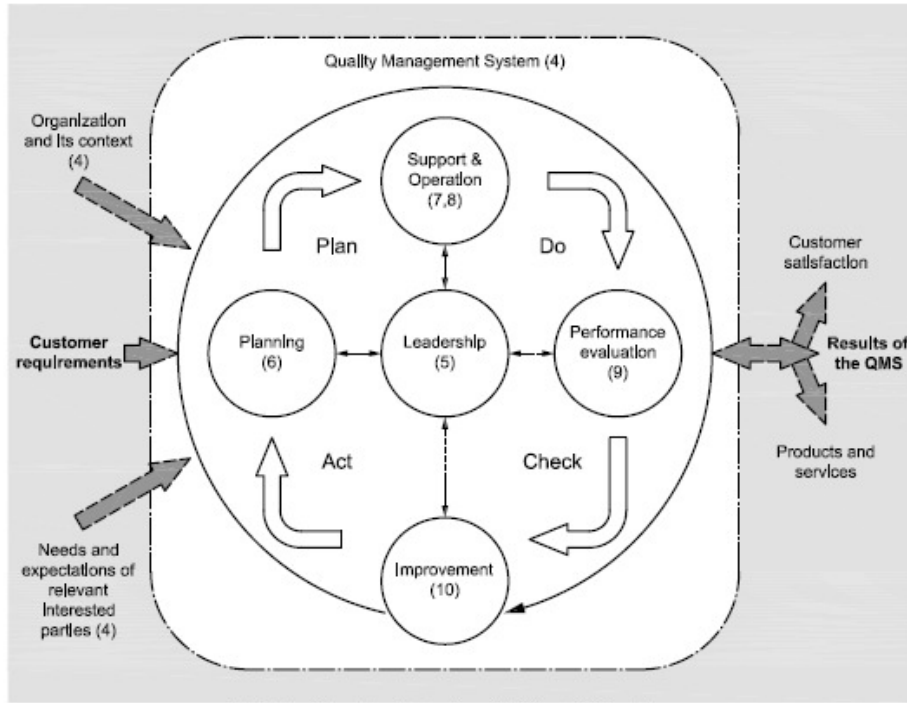 Quality Management System (4)
Organization
and its context
(4)
Support &
Operation
(7,8)
Plan
Do
Customer
satisfaction
Customer
requirements
Planning
(6)
Leadership
(5)
Performance
evaluation
(9)
Results of
the QMS
Act
Check
Products and
services
Needs and
expectations of
relevant
interested
parties (4)
Improvement
(10)